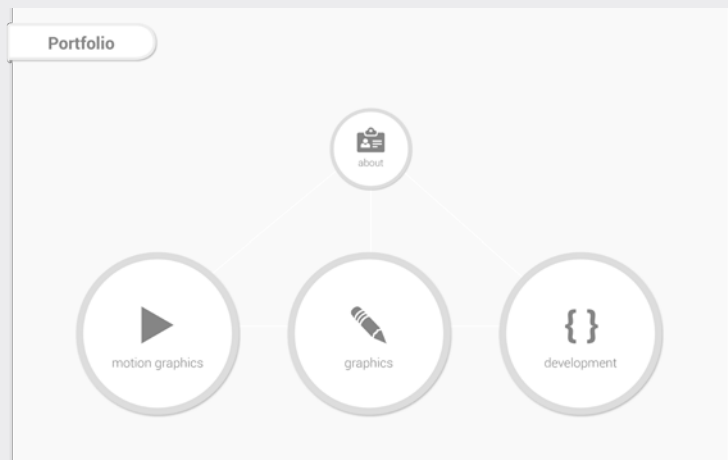 Portfolio
about
motion graphics
graphics
{ }
development